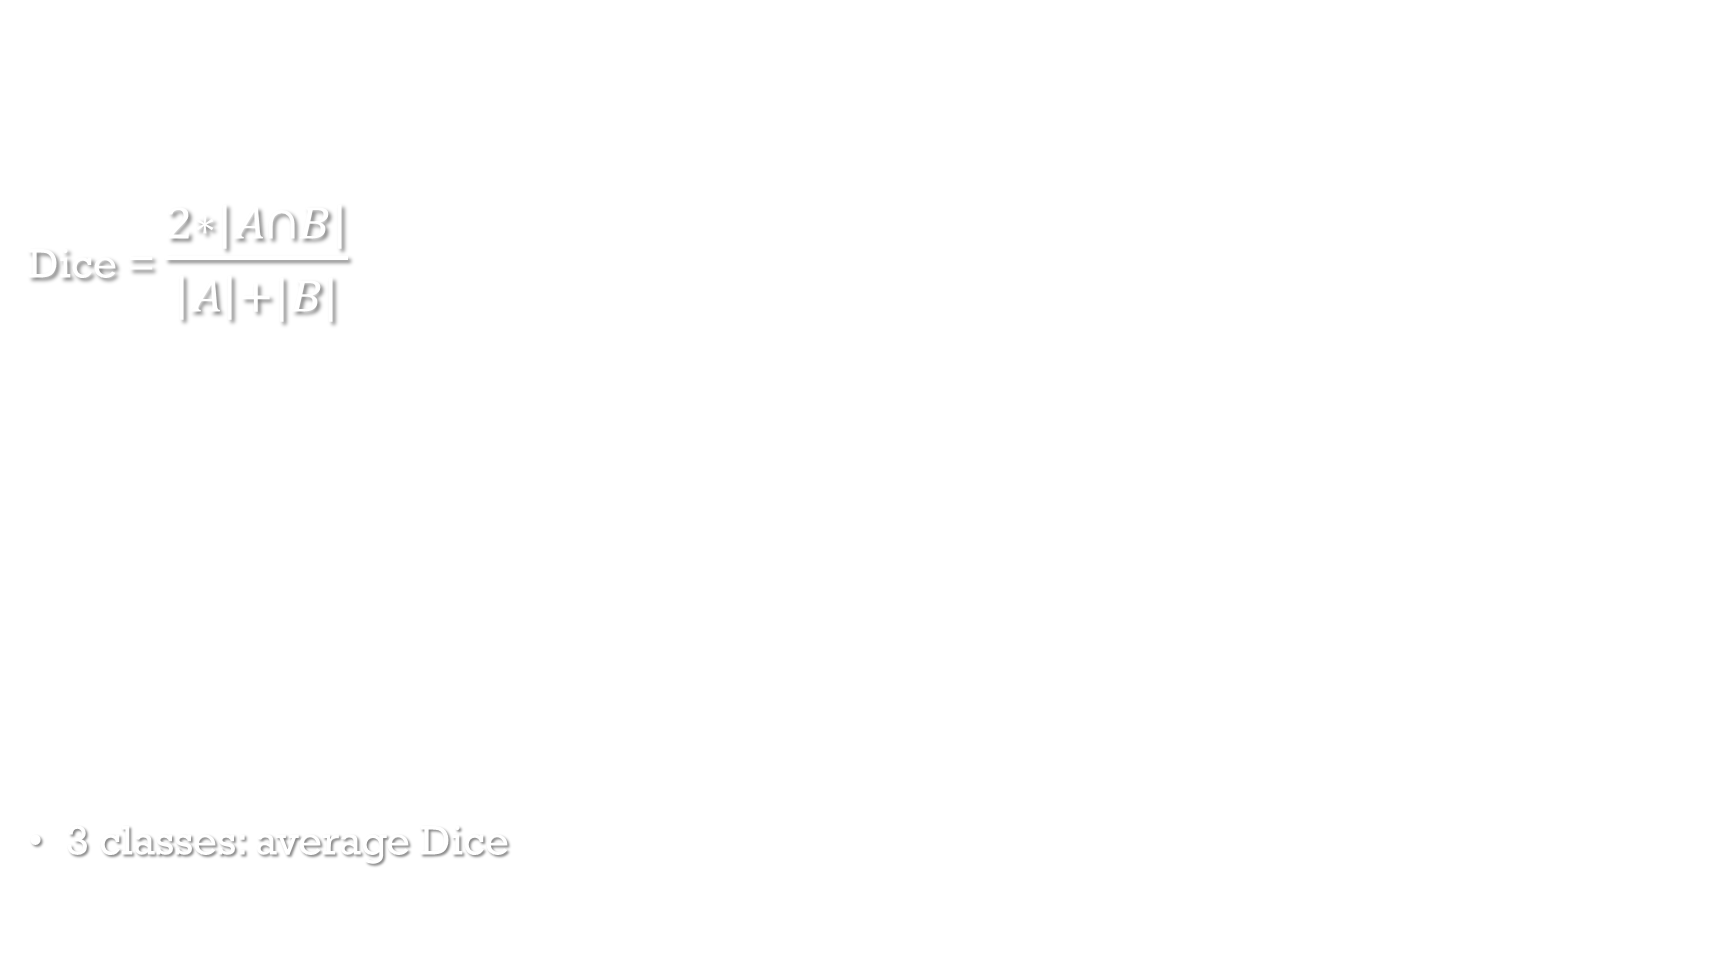 Dice = 2∗|A∩B| / |A|+|B|
• 3 classes: average Dice